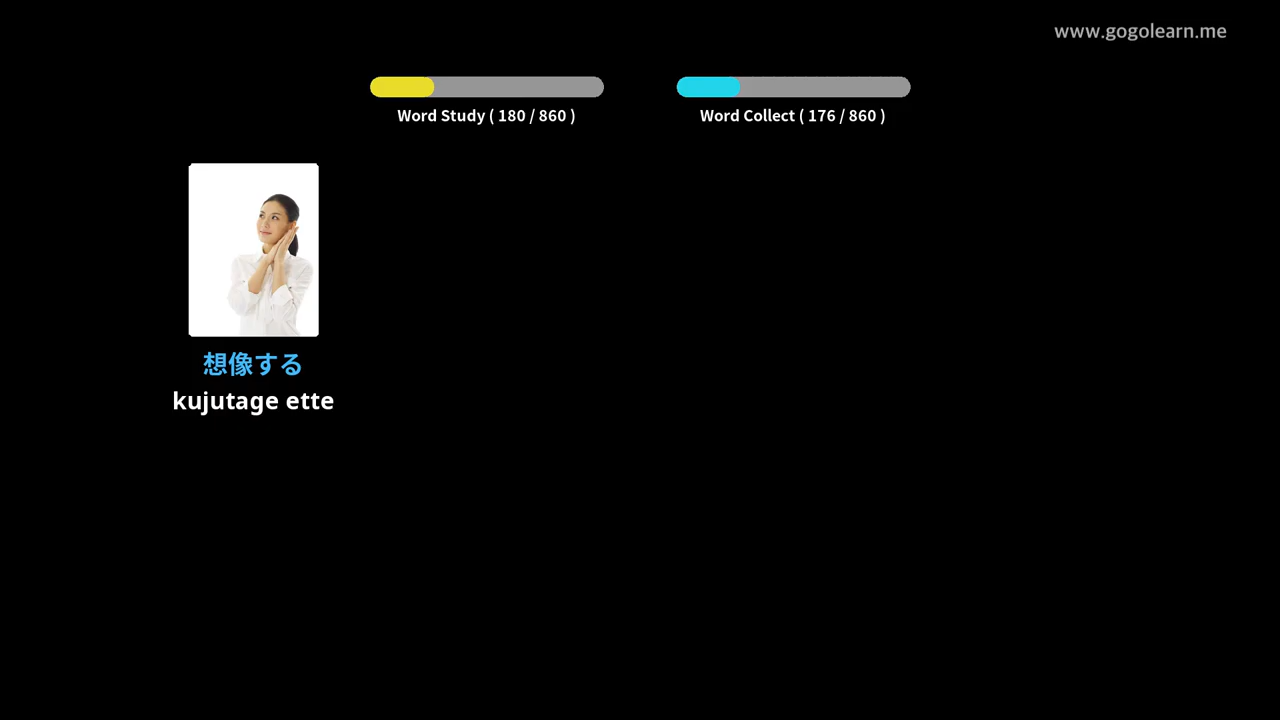 www.gogolearn.me
Word Study ( 180 / 860 )
Word Collect ( 176 / 860 )
想像する
kujutage ette